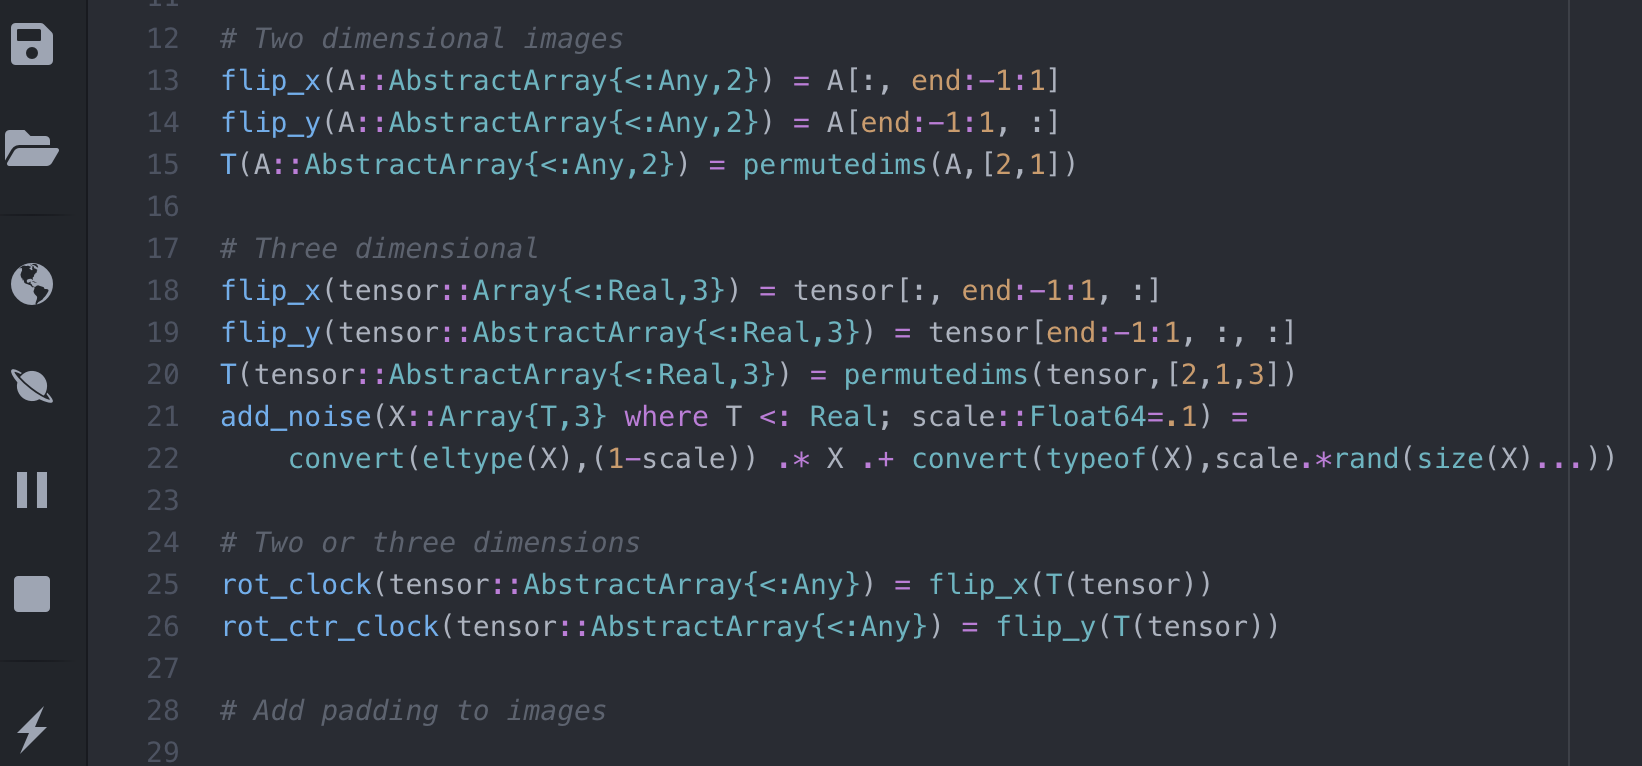 11
12 # Two dimensional images
13 flip_x(A::AbstractArray{<:Any,2}) = A[:, end:-1:1]
14 flip_y(A::AbstractArray{<:Any,2}) = A[end:-1:1, :]
15 T(A::AbstractArray{<:Any,2}) = permutedims(A,[2,1])
16
17 # Three dimensional
18 flip_x(tensor::Array{<:Real,3}) = tensor[:, end:-1:1, :]
19 flip_y(tensor::AbstractArray{<:Real,3}) = tensor[end:-1:1, :, :]
20 T(tensor::AbstractArray{<:Real,3}) = permutedims(tensor,[2,1,3])
21 add_noise(X::Array{T,3} where T <: Real; scale::Float64=.1) =
22     convert(eltype(X),(1-scale)) .* X .+ convert(typeof(X),scale.*rand(size(X)...))
23
24 # Two or three dimensions
25 rot_clock(tensor::AbstractArray{<:Any}) = flip_x(T(tensor))
26 rot_ctr_clock(tensor::AbstractArray{<:Any}) = flip_y(T(tensor))
27
28 # Add padding to images
29